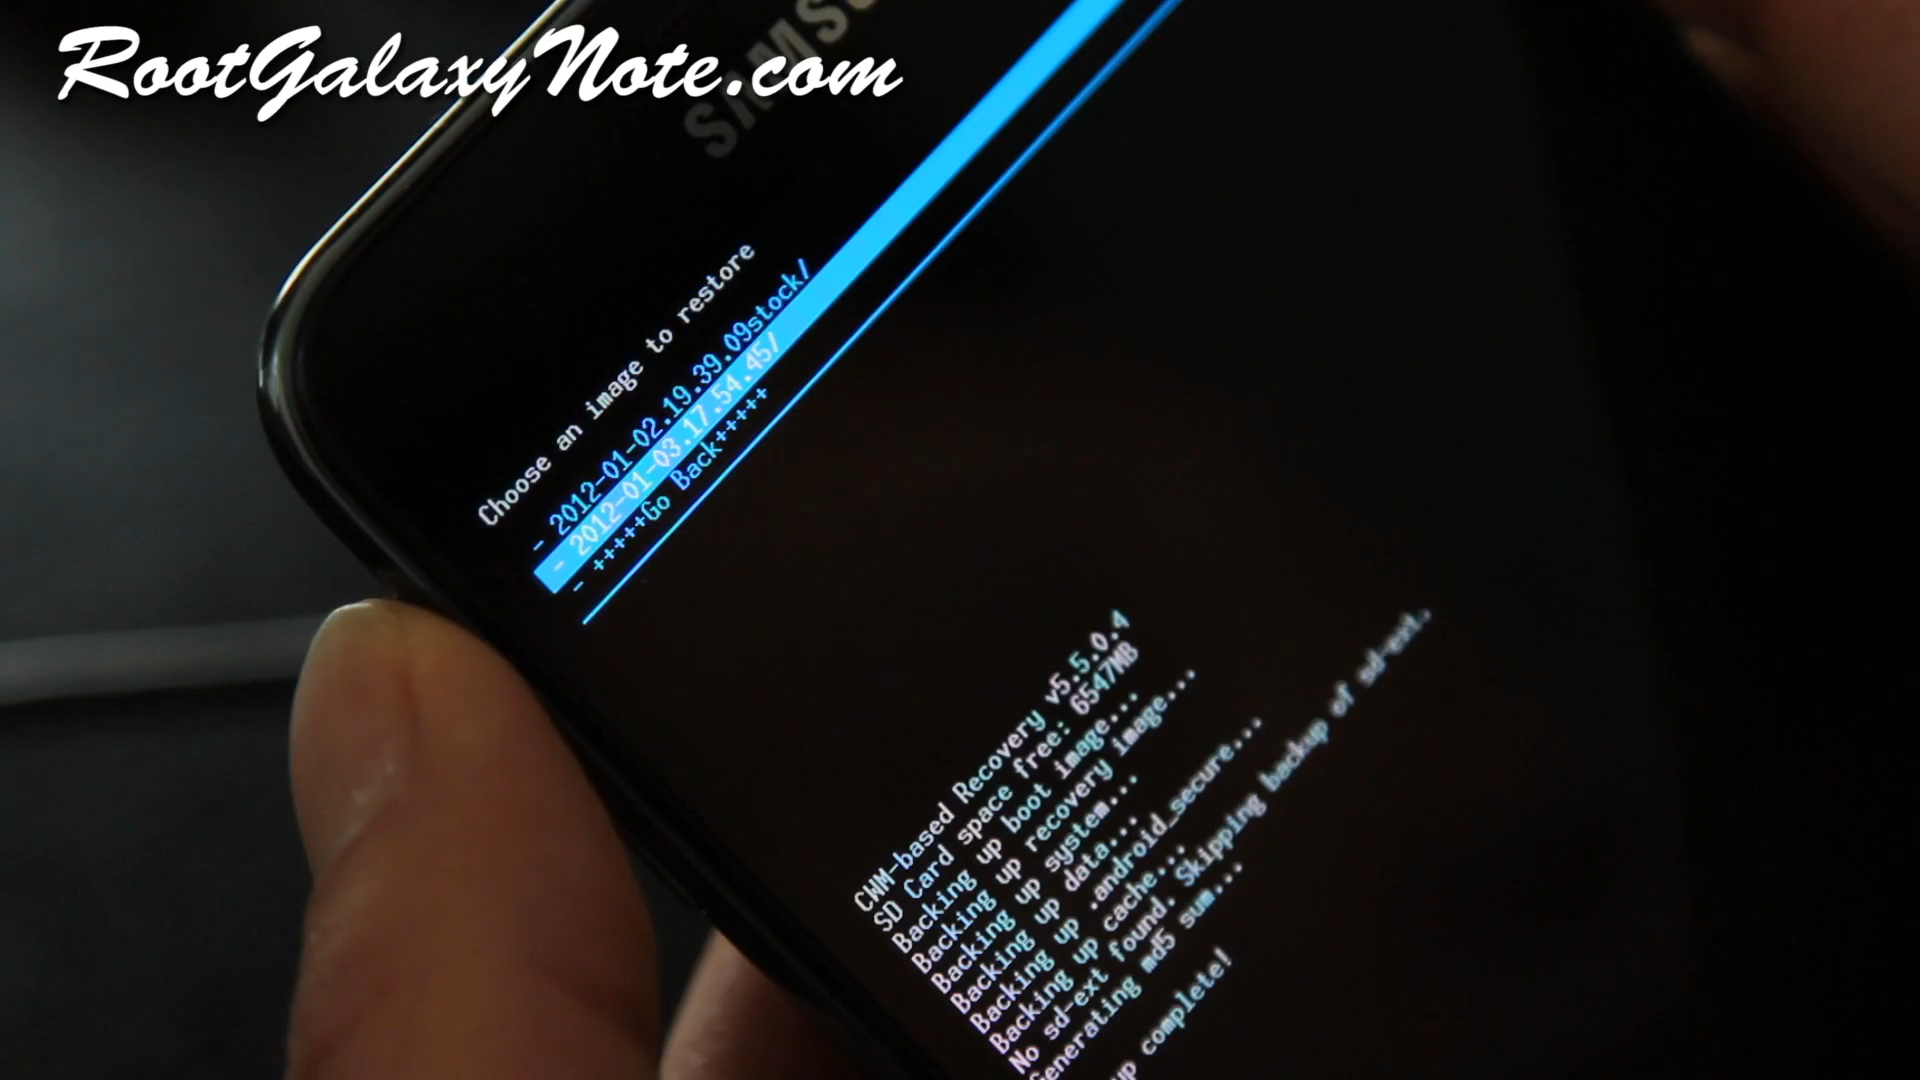 RootGalaxyNote.com
SAMSU
Choose an image to restore
- 2012-01-02.19.39.09stock/
- 2012-01-03.17.54.45/
- +++++Go Back+++++
CWM-based Recovery v5.5.0.4
SD Card space free: 6547MB
Backing up boot image...
Backing up recovery image...
Backing up system...
Backing up data...
Backing up .android_secure...
Backing up cache...
No sd-ext found. Skipping backup of sd-ext.
Generating md5 sum...
up complete!